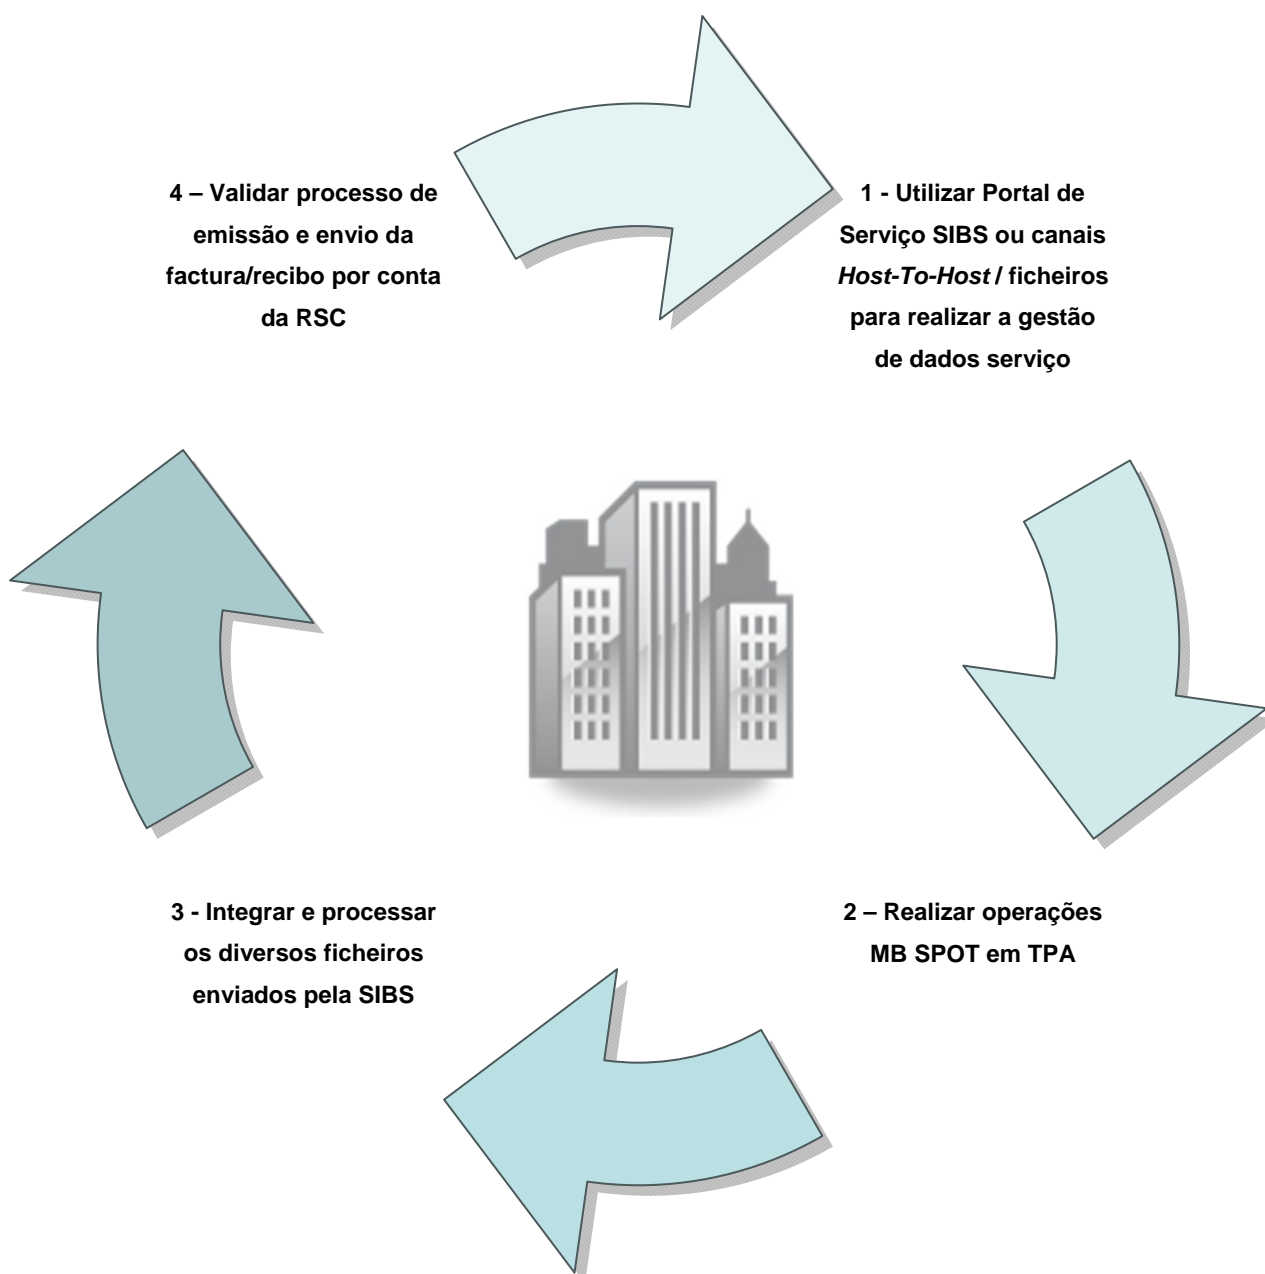 4 – Validar processo de
emissão e envio da
factura/recibo por conta
da RSC
1 - Utilizar Portal de
Serviço SIBS ou canais
Host-To-Host / ficheiros
para realizar a gestão
de dados serviço
3 - Integrar e processar
os diversos ficheiros
enviados pela SIBS
2 – Realizar operações
MB SPOT em TPA